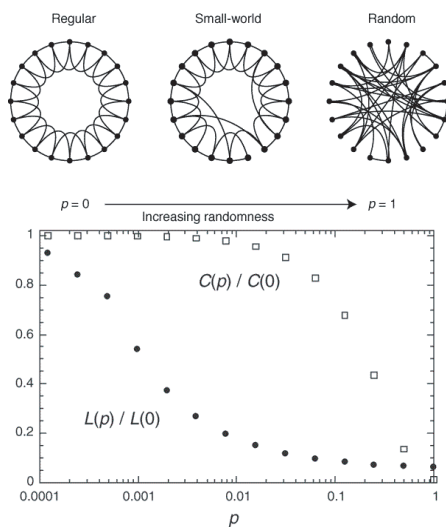 Regular Small-world Random
p = 0 p = 1
Increasing randomness
1
0.8
0.6
0.4
0.2
0
C(p) / C(0)
L(p) / L(0)
0.0001 0.001 0.01 0.1 1
p